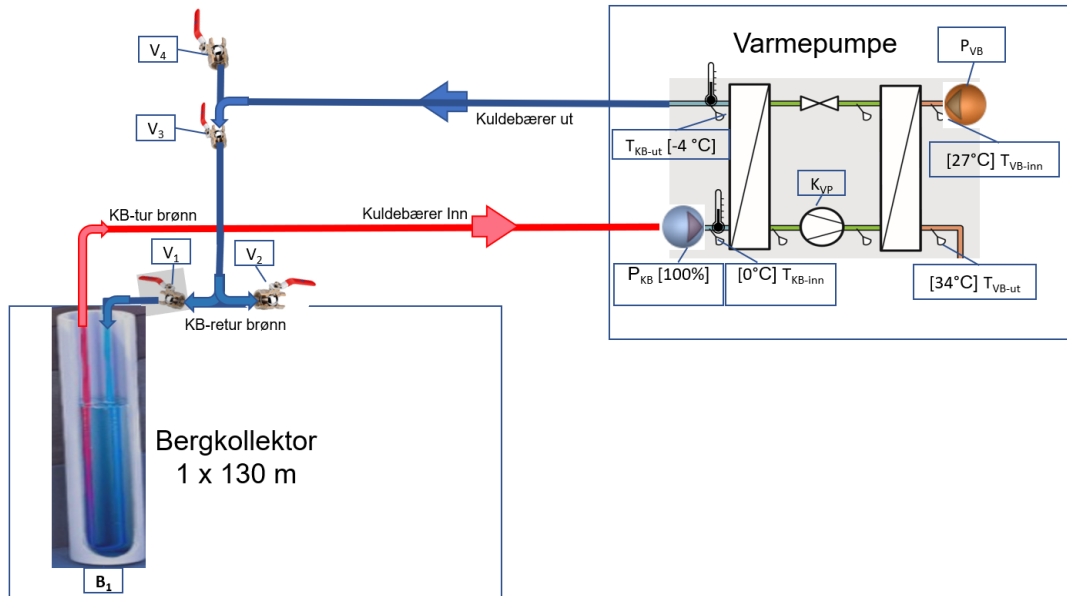 V4
Varmepumpe
PVB
V3
Kuldebærer ut
TKB-ut [-4 °C]
[27°C] TVB-inn
KVP
KB-tur brønn
Kuldebærer Inn
V1
V2
PKB [100%]
[0°C] TKB-inn
[34°C] TVB-ut
KB-retur brønn
Bergkollektor
1 x 130 m
B1